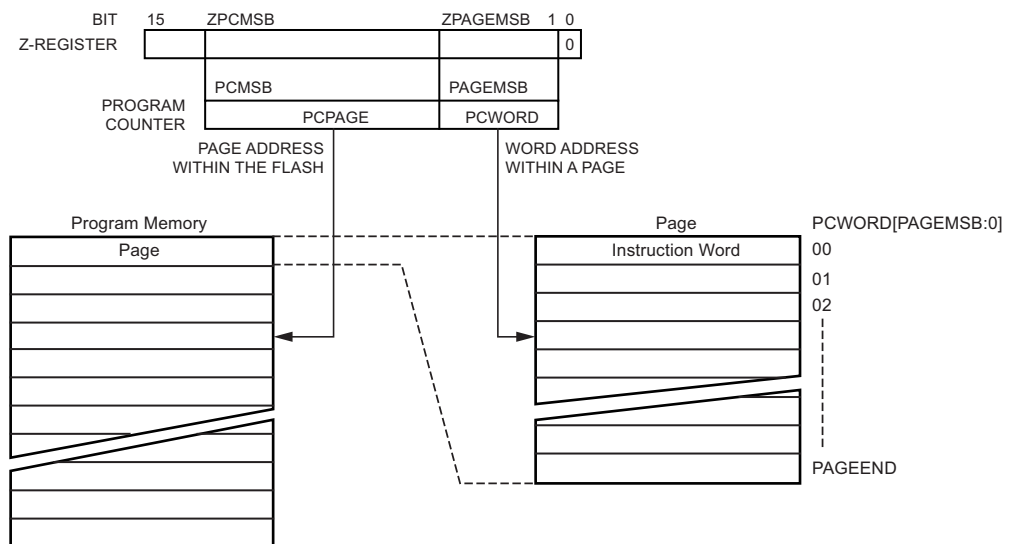 BIT 15 ZPCMSB ZPAGEMSB 1 0
Z-REGISTER 0
PCMSB PAGEMSB
PROGRAM
COUNTER
PCPAGE PCWORD
PAGE ADDRESS
WITHIN THE FLASH
WORD ADDRESS
WITHIN A PAGE
Program Memory
Page
Page
Instruction Word
PCWORD[PAGEMSB:0]
00
01
02
PAGEEND